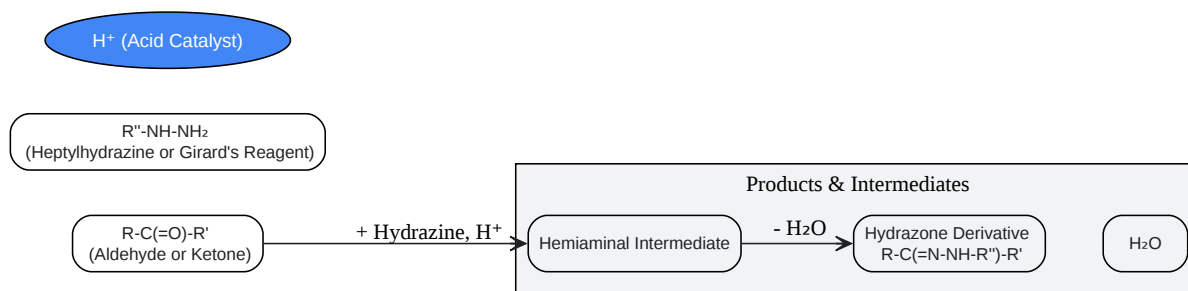 H⁺ (Acid Catalyst)
R"-NH-NH₂
(Heptylhydrazine or Girard's Reagent)
Products & Intermediates
R-C(=O)-R'
(Aldehyde or Ketone)
+ Hydrazine, H⁺
Hemiaminal Intermediate
- H₂O
Hydrazone Derivative
R-C(=N-NH-R")-R'
H₂O